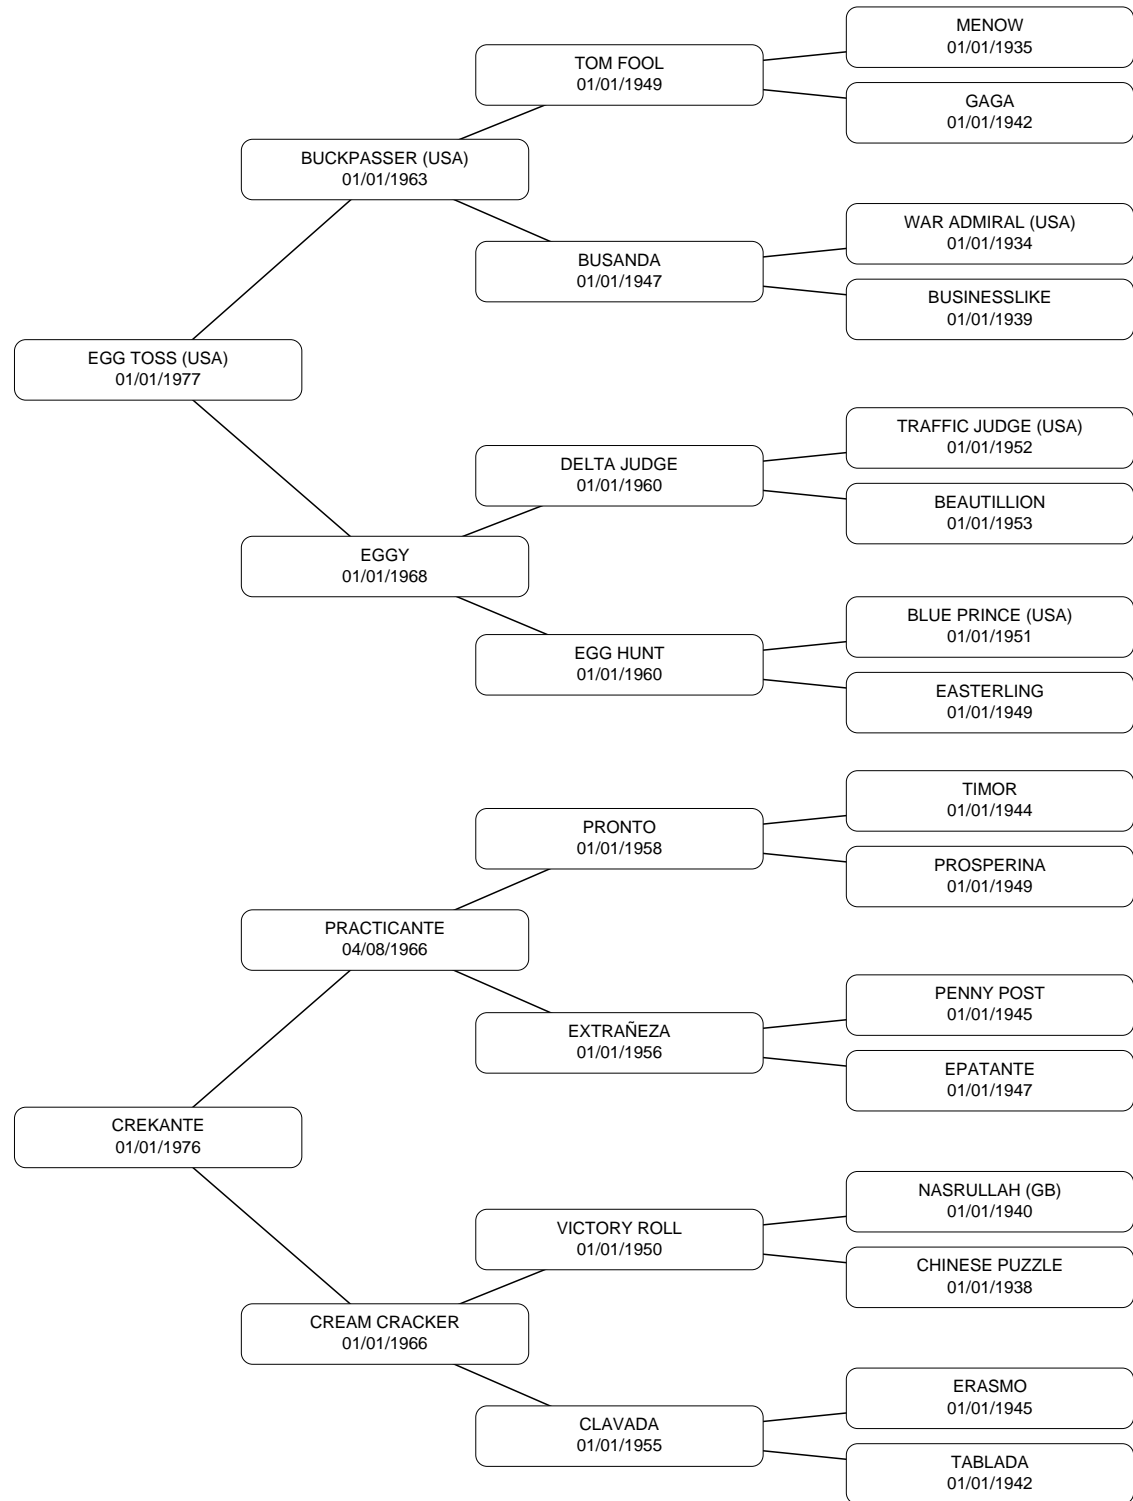 MENOW
01/01/1935
TOM FOOL
01/01/1949
GAGA
01/01/1942
BUCKPASSER (USA)
01/01/1963
WAR ADMIRAL (USA)
01/01/1934
BUSANDA
01/01/1947
BUSINESSLIKE
01/01/1939
EGG TOSS (USA)
01/01/1977
TRAFFIC JUDGE (USA)
01/01/1952
DELTA JUDGE
01/01/1960
BEAUTILLION
01/01/1953
EGGY
01/01/1968
BLUE PRINCE (USA)
01/01/1951
EGG HUNT
01/01/1960
EASTERLING
01/01/1949
TIMOR
01/01/1944
PRONTO
01/01/1958
PROSPERINA
01/01/1949
PRACTICANTE
04/08/1966
PENNY POST
01/01/1945
EXTRAÑEZA
01/01/1956
EPATANTE
01/01/1947
CREKANTE
01/01/1976
NASRULLAH (GB)
01/01/1940
VICTORY ROLL
01/01/1950
CHINESE PUZZLE
01/01/1938
CREAM CRACKER
01/01/1966
ERASMO
01/01/1945
CLAVADA
01/01/1955
TABLADA
01/01/1942